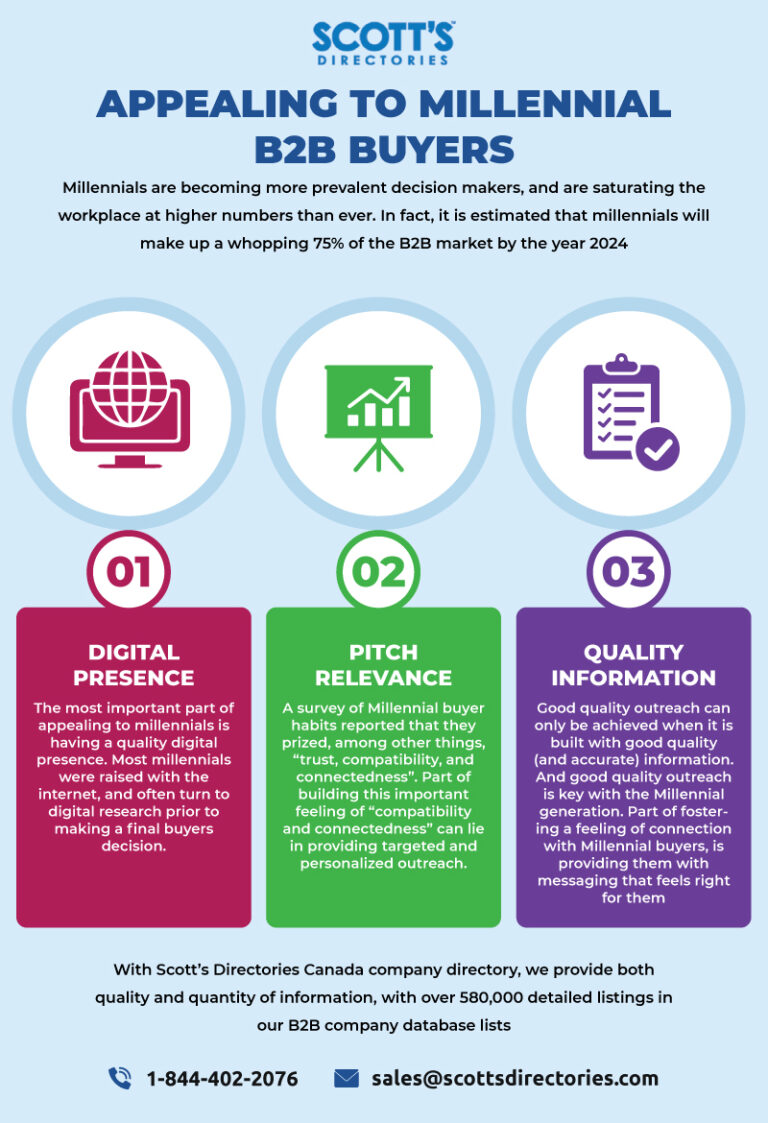 SCOTT'S™
DIRECTORIES
APPEALING TO MILLENNIAL
B2B BUYERS
Millennials are becoming more prevalent decision makers, and are saturating the
workplace at higher numbers than ever. In fact, it is estimated that millennials will
make up a whopping 75% of the B2B market by the year 2024
01
DIGITAL
PRESENCE
The most important part of
appealing to millennials is
having a quality digital
presence. Most millennials
were raised with the
internet, and often turn to
digital research prior to
making a final buyers
decision.
02
PITCH
RELEVANCE
A survey of Millennial buyer
habits reported that they
prized, among other things,
“trust, compatibility, and
connectedness”. Part of
building this important
feeling of “compatibility
and connectedness” can lie
in providing targeted and
personalized outreach.
03
QUALITY
INFORMATION
Good quality outreach can
only be achieved when it is
built with good quality
(and accurate) information.
And good quality outreach
is key with the Millennial
generation. Part of foster-
ing a feeling of connection
with Millennial buyers, is
providing them with
messaging that feels right
for them
With Scott’s Directories Canada company directory, we provide both
quality and quantity of information, with over 580,000 detailed listings in
our B2B company database lists
1-844-402-2076
sales@scottsdirectories.com